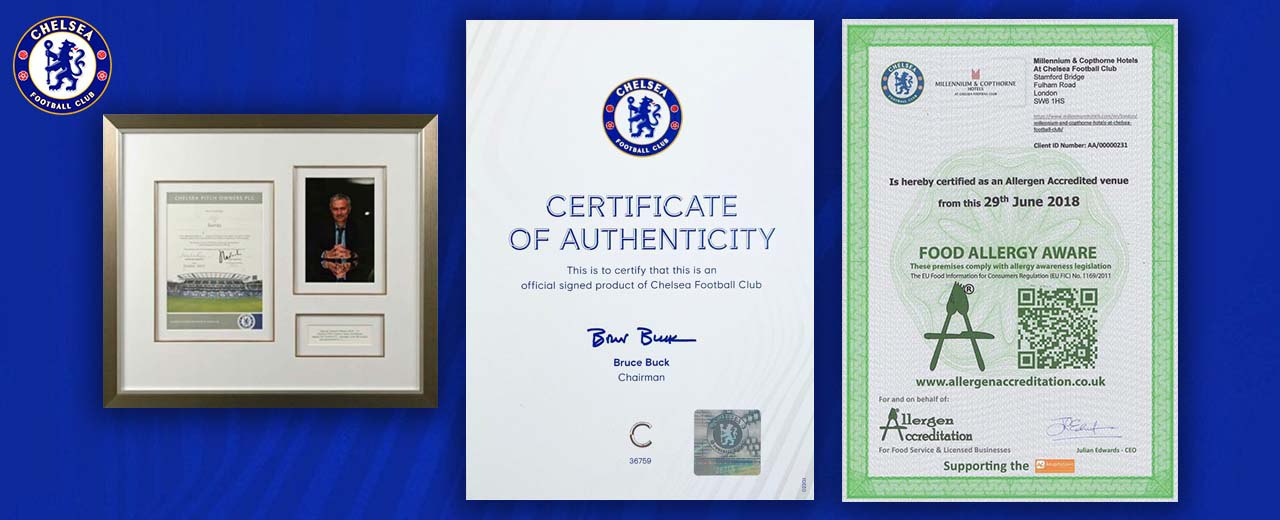 CHELSEA
FOOTBALL CLUB
CHELSEA PITCH OWNERS PLC
CHELSEA
FOOTBALL CLUB
CERTIFICATE
OF AUTHENTICITY
This is to certify that this is an
official signed product of Chelsea Football Club
Bruce Buck
Bruce Buck
Chairman
C
36759
CHELSEA
FOOTBALL CLUB
MILLENNIUM & COPTHORNE
HOTELS
AT CHELSEA FOOTBALL CLUB
Millennium & Copthorne Hotels
At Chelsea Football Club
Stamford Bridge
Fulham Road
London
SW6 1HS
https://www.millenniumhotels.com/en/london/
millennium-and-copthorne-hotels-at-chelsea-
football-club/
Client ID Number: AA/00000231
Is hereby certified as an Allergen Accredited venue
from this 29th June 2018
FOOD ALLERGY AWARE
These premises comply with allergy awareness legislation
The EU Food Information for Consumers Regulation (EU FIC) No. 1169/2011
®
www.allergenaccreditation.co.uk
For and on behalf of:
Allergen
Accreditation
For Food Service & Licensed Businesses
Julian Edwards - CEO
Supporting the